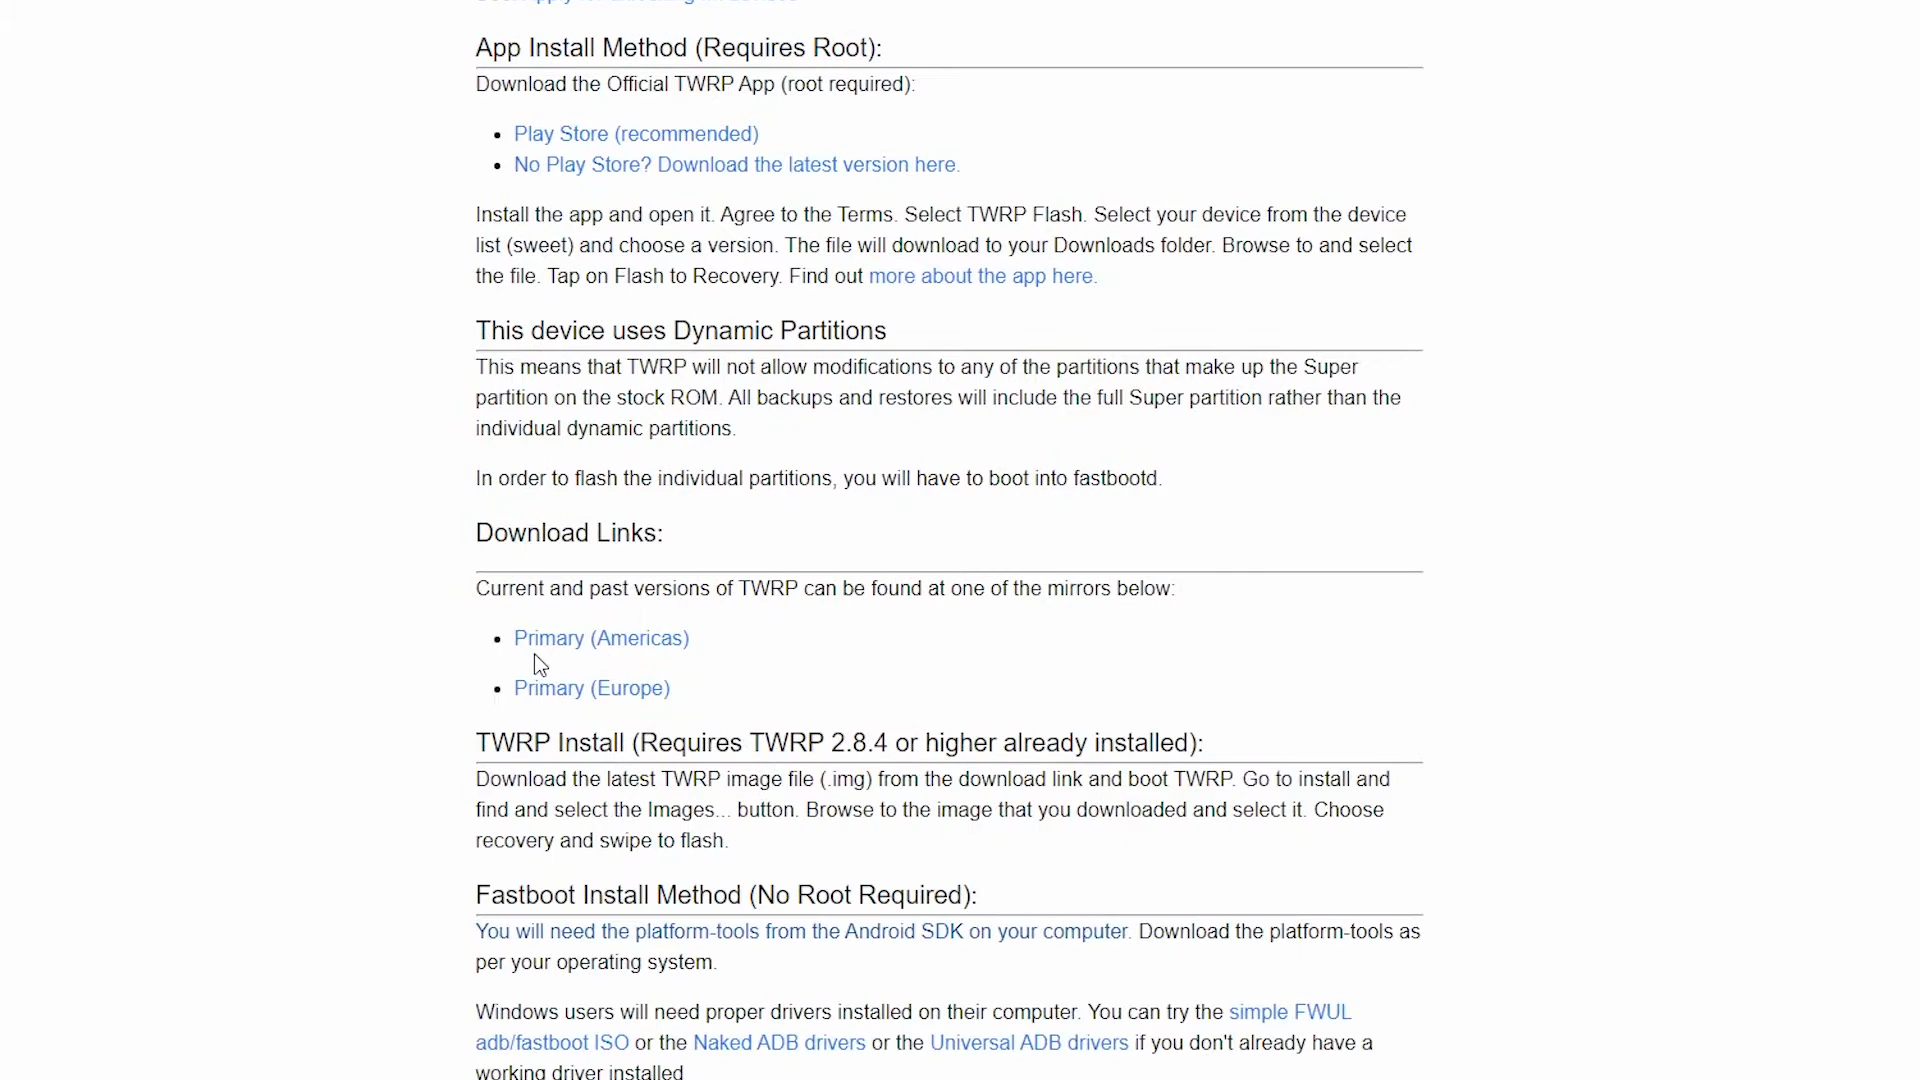 App Install Method (Requires Root):
Download the Official TWRP App (root required):
Play Store (recommended)
No Play Store? Download the latest version here.
Install the app and open it. Agree to the Terms. Select TWRP Flash. Select your device from the device
list (sweet) and choose a version. The file will download to your Downloads folder. Browse to and select
the file. Tap on Flash to Recovery. Find out more about the app here.
This device uses Dynamic Partitions
This means that TWRP will not allow modifications to any of the partitions that make up the Super
partition on the stock ROM. All backups and restores will include the full Super partition rather than the
individual dynamic partitions.
In order to flash the individual partitions, you will have to boot into fastbootd.
Download Links:
Current and past versions of TWRP can be found at one of the mirrors below:
Primary (Americas)
Primary (Europe)
TWRP Install (Requires TWRP 2.8.4 or higher already installed):
Download the latest TWRP image file (.img) from the download link and boot TWRP. Go to install and
find and select the Images... button. Browse to the image that you downloaded and select it. Choose
recovery and swipe to flash.
Fastboot Install Method (No Root Required):
You will need the platform-tools from the Android SDK on your computer. Download the platform-tools as
per your operating system.
Windows users will need proper drivers installed on their computer. You can try the simple FWUL
adb/fastboot ISO or the Naked ADB drivers or the Universal ADB drivers if you don't already have a
working driver installed